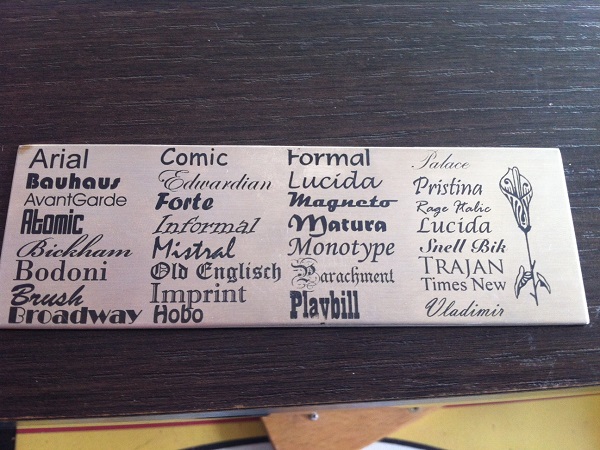 Arial
Bauhaus
AvantGarde
Atomic
Bickham
Bodoni
Brush
Broadway
Comic
Edwardian
Forte
Informal
Mistral
Old Englisch
Imprint
Hobo
Formal
Lucida
Magneto
Matura
Monotype
Parachment
Playbill
Palace
Pristina
Rage Italic
Lucida
Snell Bik
TRAJAN
Times New
Vladimir